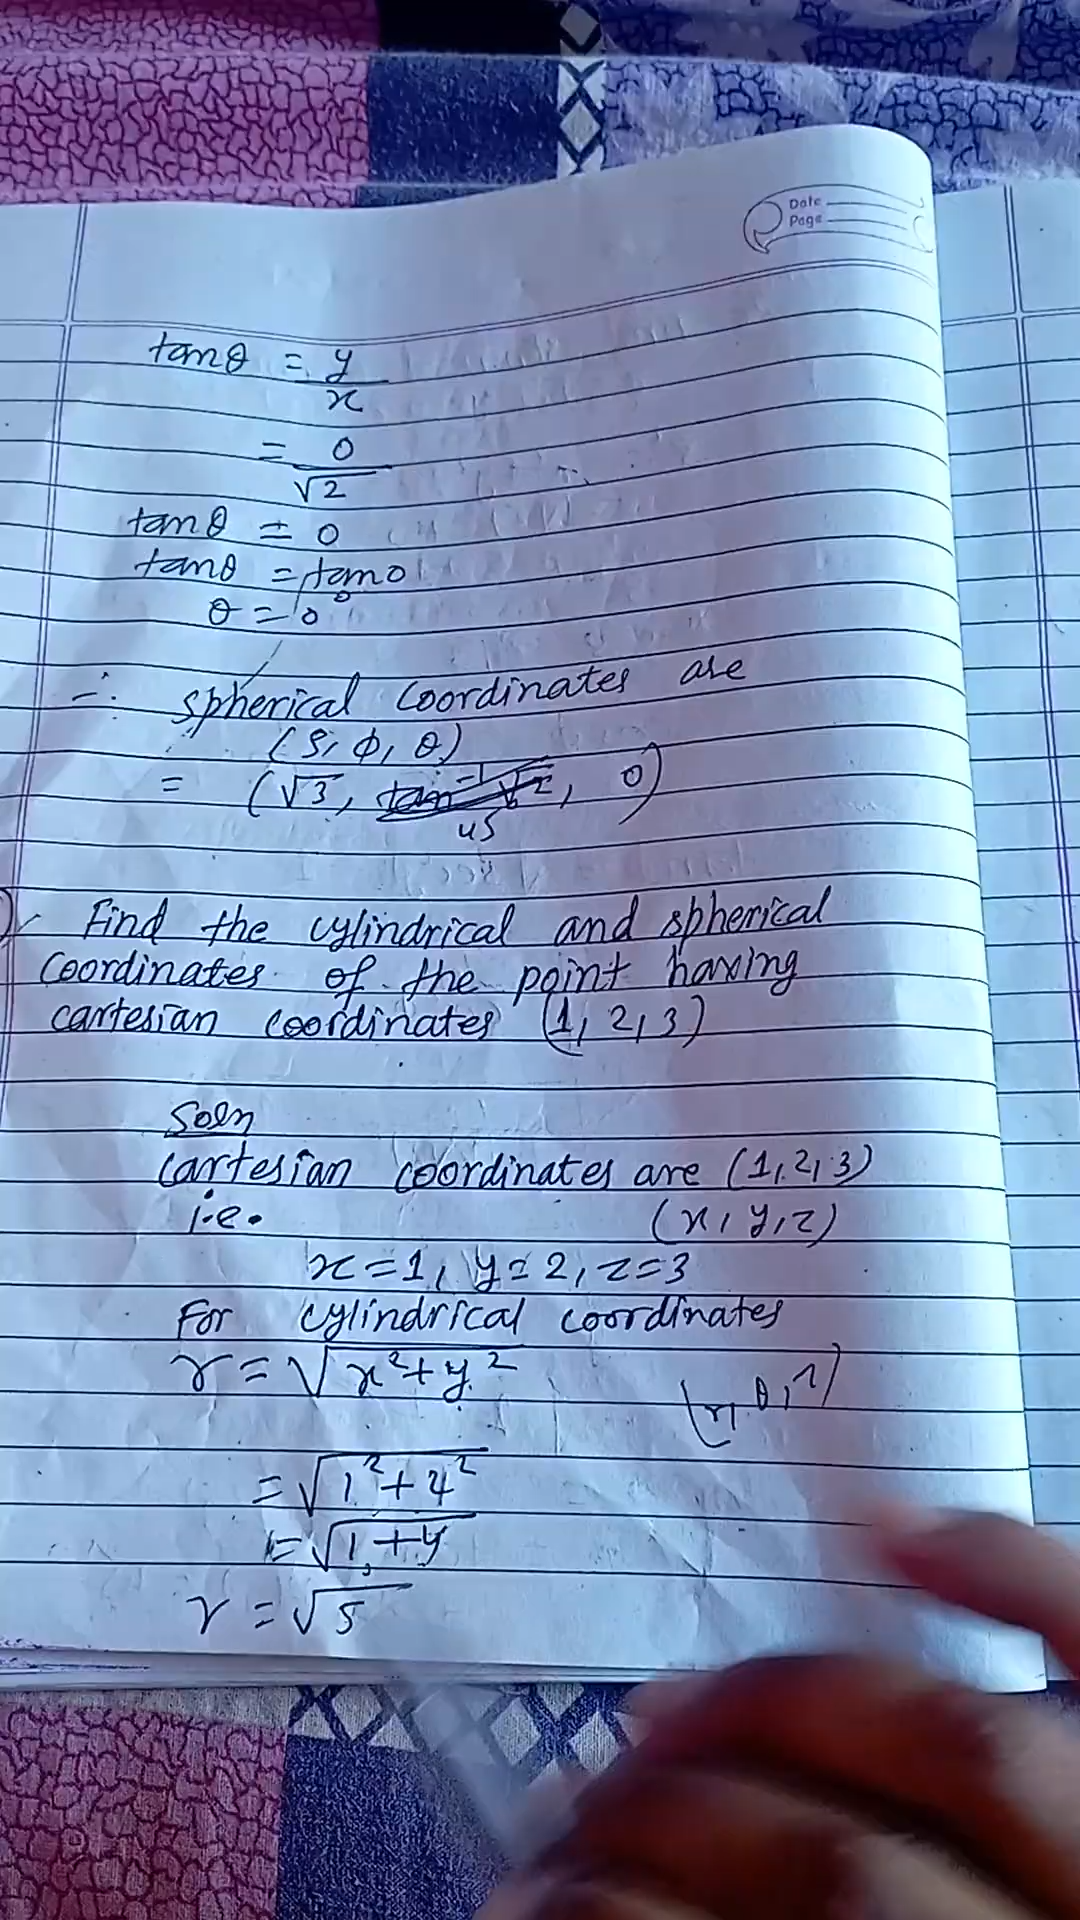 Date
Page
tanθ = y/x
= 0/√2
tanθ = 0
tanθ = tan0
θ = 0°
∴ spherical coordinates are
(ρ, φ, θ)
= (√3, 45, 0)
Find the cylindrical and spherical
coordinates of the point having
cartesian coordinates (1, 2, 3)
Soln
cartesian coordinates are (1, 2, 3)
i.e. (x, y, z)
x = 1, y = 2, z = 3
For cylindrical coordinates
r = √x²+y²
(r, θ,
= √1²+2²
= √1+4
r = √5